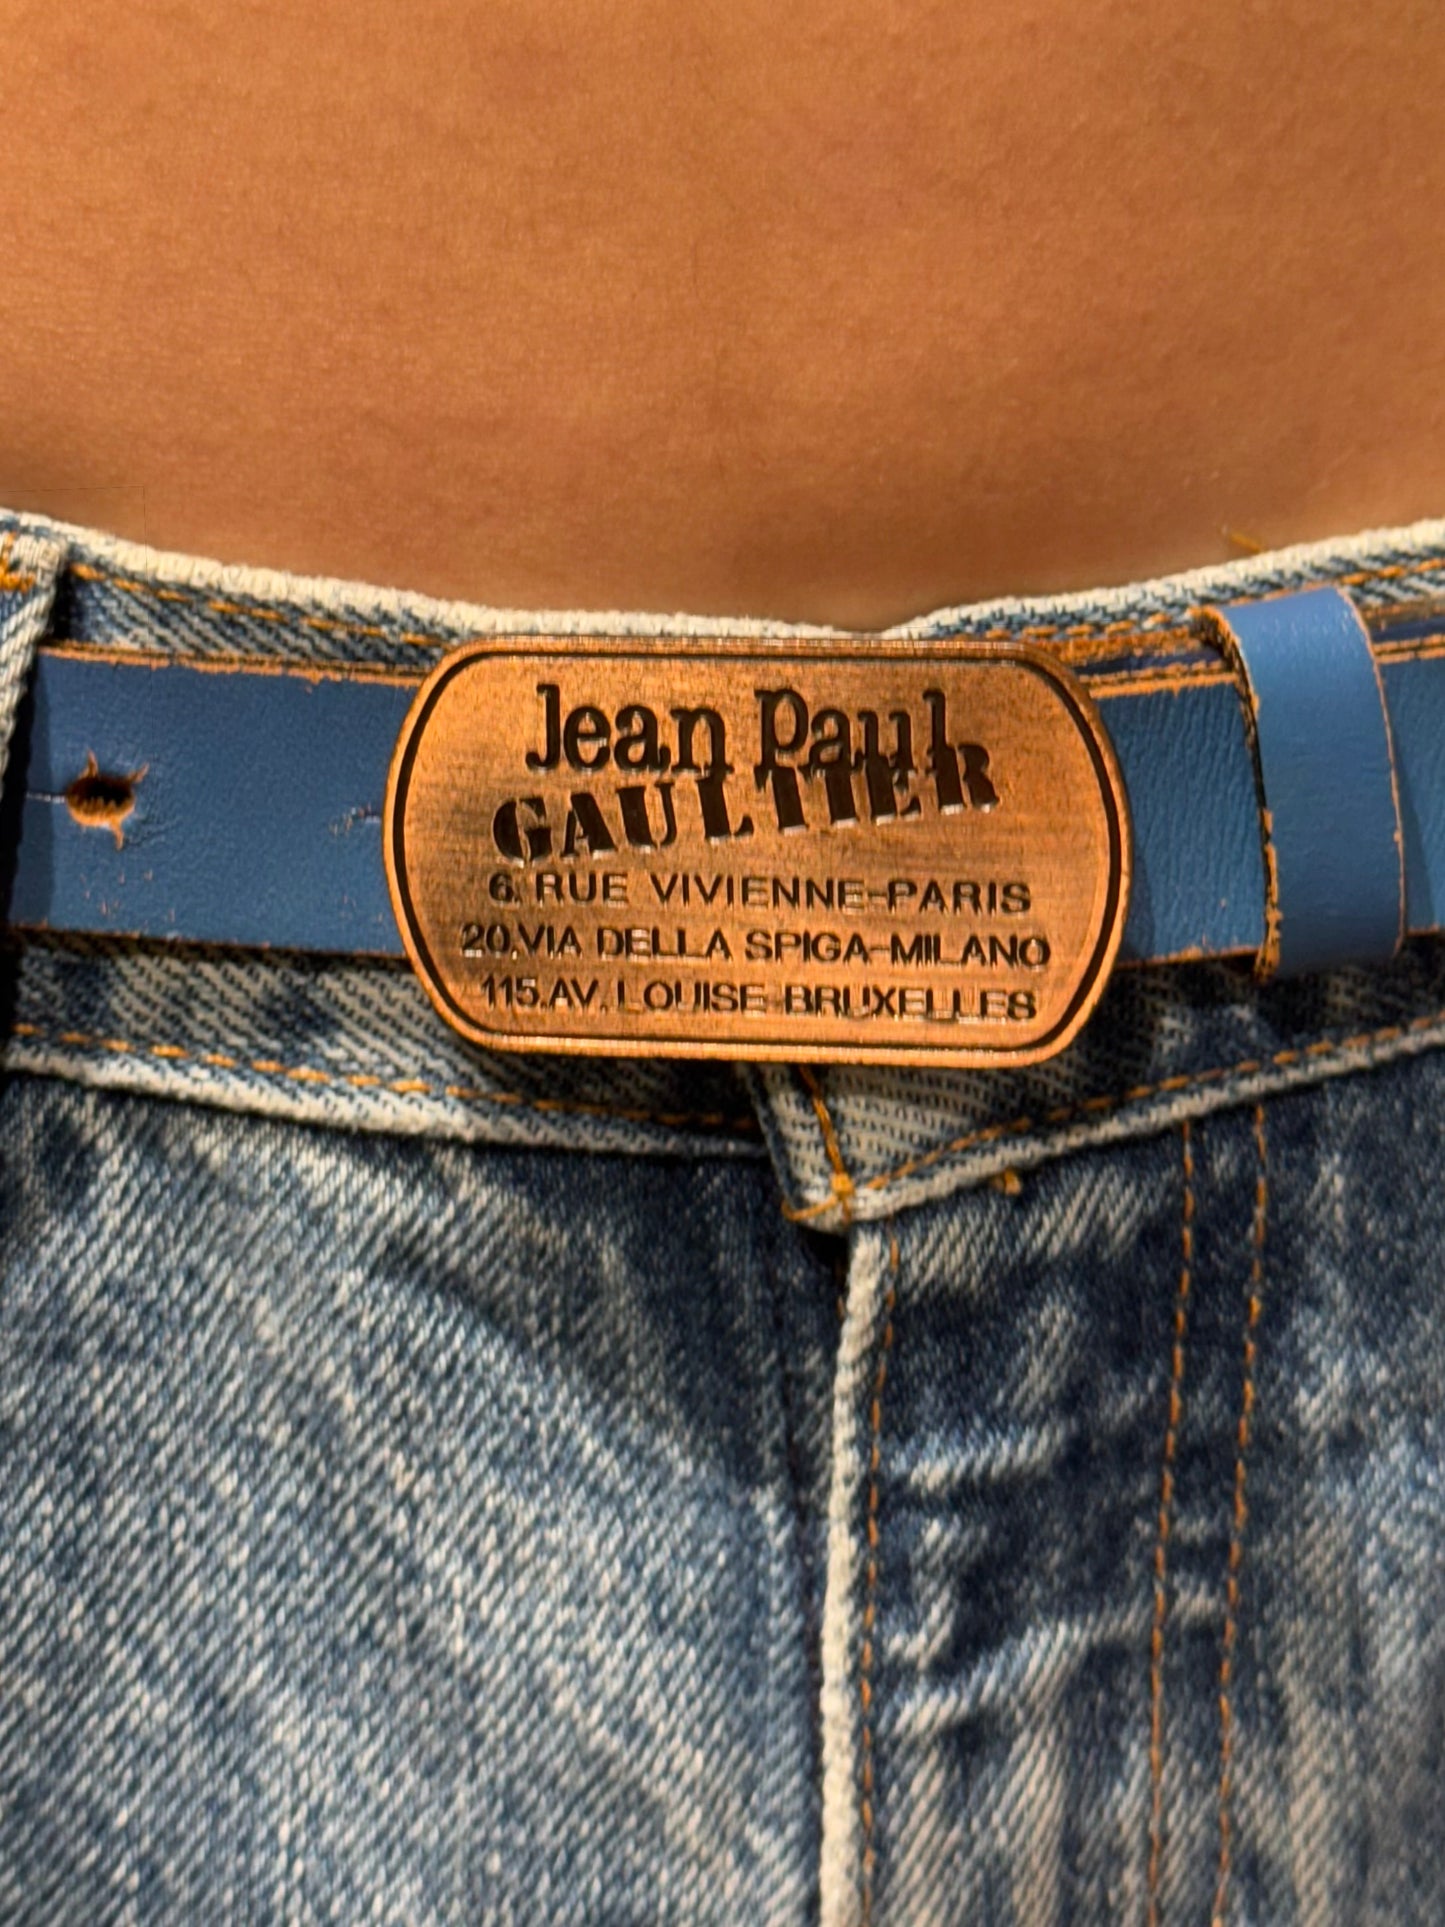 Jean Paul
GAULTIER
6. RUE VIVIENNE-PARIS
20.VIA DELLA SPIGA-MILANO
115.AV. LOUISE-BRUXELLES